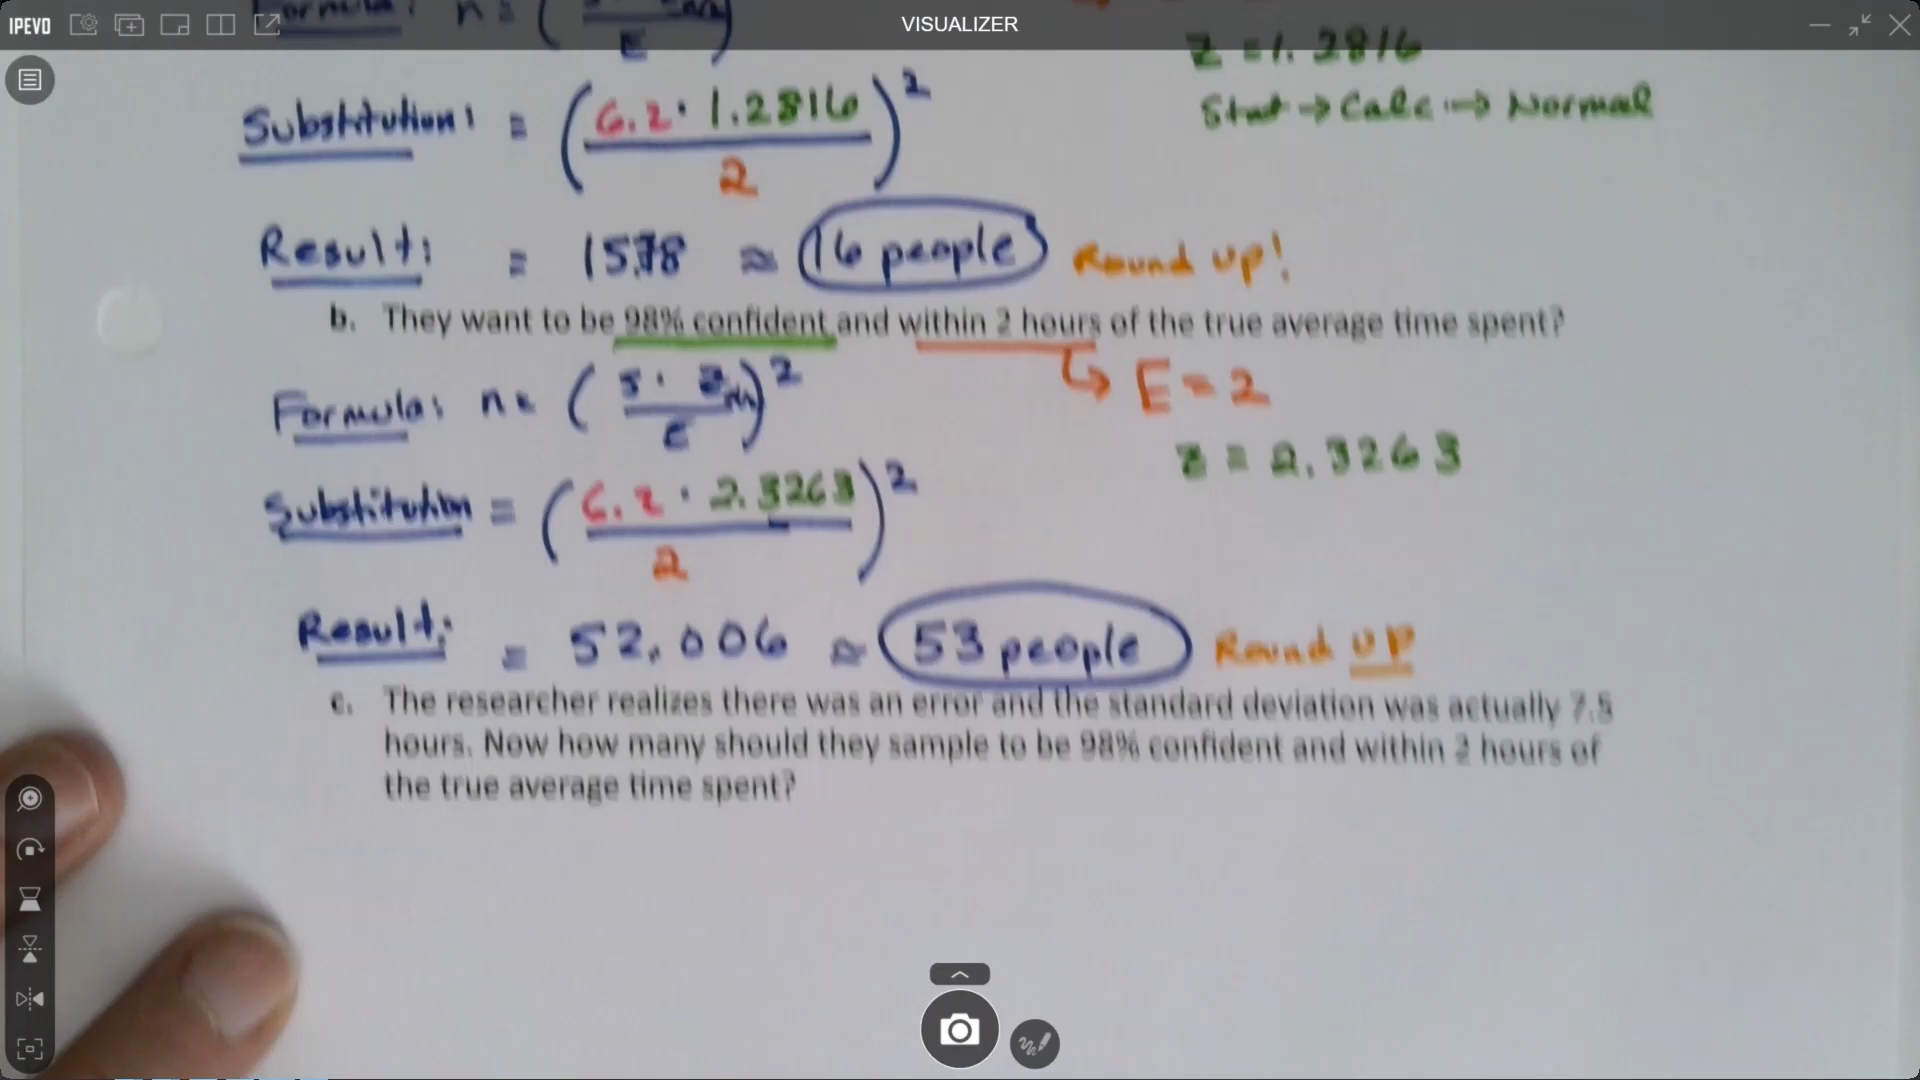 IPEVO
VISUALIZER
Formula: n =
E
z = 1.2816
Substitution: = (6.2 · 1.2816 / 2)²
Stat → Calc → Normal
Result: = 15.78 ≈ 16 people Round up!
b. They want to be 98% confident and within 2 hours of the true average time spent?
Formula: n = (s · z / E)²
E = 2
z = 2.3263
Substitution = (6.2 · 2.3263 / 2)²
Result: = 52.006 ≈ 53 people Round up
c. The researcher realizes there was an error and the standard deviation was actually 7.5
hours. Now how many should they sample to be 98% confident and within 2 hours of
the true average time spent?